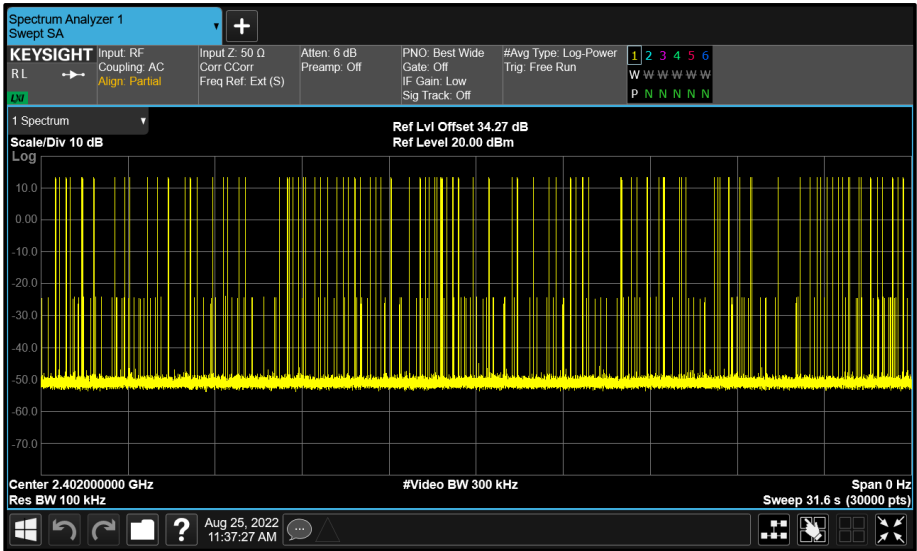 Spectrum Analyzer 1
Swept SA
KEYSIGHT
R L
LXI
Input: RF
Coupling: AC
Align: Partial
Input Z: 50 Ω
Corr CCorr
Freq Ref: Ext (S)
Atten: 6 dB
Preamp: Off
PNO: Best Wide
Gate: Off
IF Gain: Low
Sig Track: Off
#Avg Type: Log-Power
Trig: Free Run
1 2 3 4 5 6
W W W W W W
P N N N N N
1 Spectrum
Scale/Div 10 dB
Ref Lvl Offset 34.27 dB
Ref Level 20.00 dBm
Log
10.0
0.00
-10.0
-20.0
-30.0
-40.0
-50.0
-60.0
-70.0
Center 2.402000000 GHz
#Video BW 300 kHz
Span 0 Hz
Res BW 100 kHz
Sweep 31.6 s (30000 pts)
?
Aug 25, 2022
11:37:27 AM